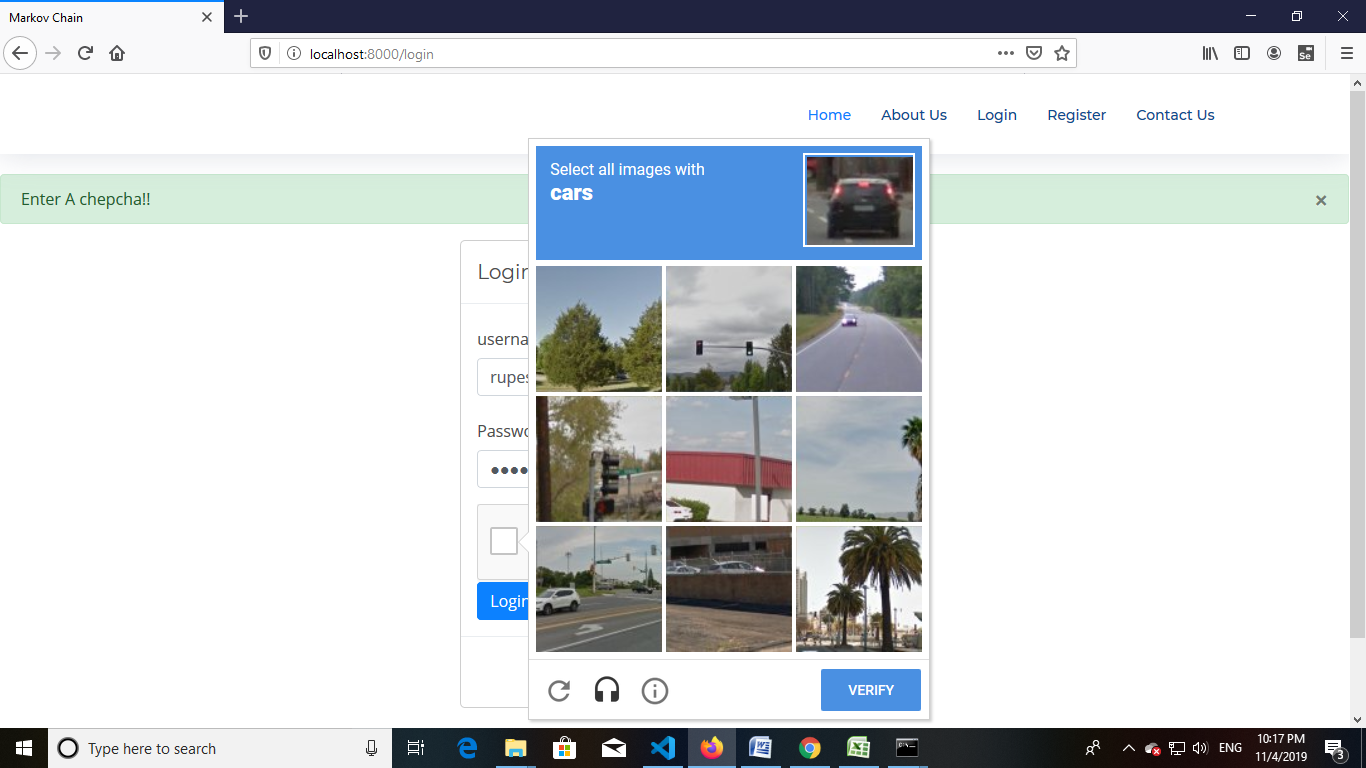 Markov Chain
localhost:8000/login
Se
Home About Us Login Register Contact Us
Enter A chepcha!!
×
Login
userna
rupes
Passwo
Login
Select all images with
cars
VERIFY
Type here to search
ENG
10:17 PM
11/4/2019
3